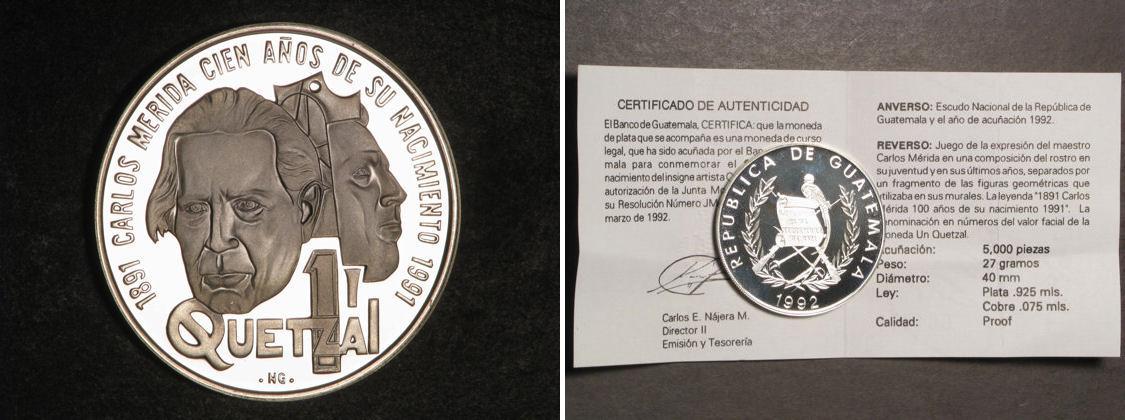 1891 CARLOS MERIDA CIEN AÑOS DE SU NACIMIENTO 1991
1
QUETZAl
·HG·
CERTIFICADO DE AUTENTICIDAD
El Banco de Guatemala, CERTIFICA: que la moneda
de plata que se acompaña es una moneda de curso
legal, que ha sido acuñada por el
mala para conmemorar el
nacimiento del insigne artista
autorización de la Junta
su Resolución Número JM
marzo de 1992.
Carlos E. Nájera M.
Director II
Emisión y Tesorería
REPUBLICA DE GUATEMALA
1992
ANVERSO: Escudo Nacional de la República de
Guatemala y el año de acuñación 1992.
REVERSO: Juego de la expresión del maestro
Carlos Mérida en una composición del rostro en
su juventud y en sus últimos años, separados por
un fragmento de las figuras geométricas que
utilizaba en sus murales. La leyenda "1891 Carlos
Mérida 100 años de su nacimiento 1991". La
denominación en números del valor facial de la
moneda Un Quetzal.
Acuñación: 5,000 piezas
Peso: 27 gramos
Diámetro: 40 mm
Ley: Plata .925 mls.
Cobre .075 mls.
Calidad: Proof